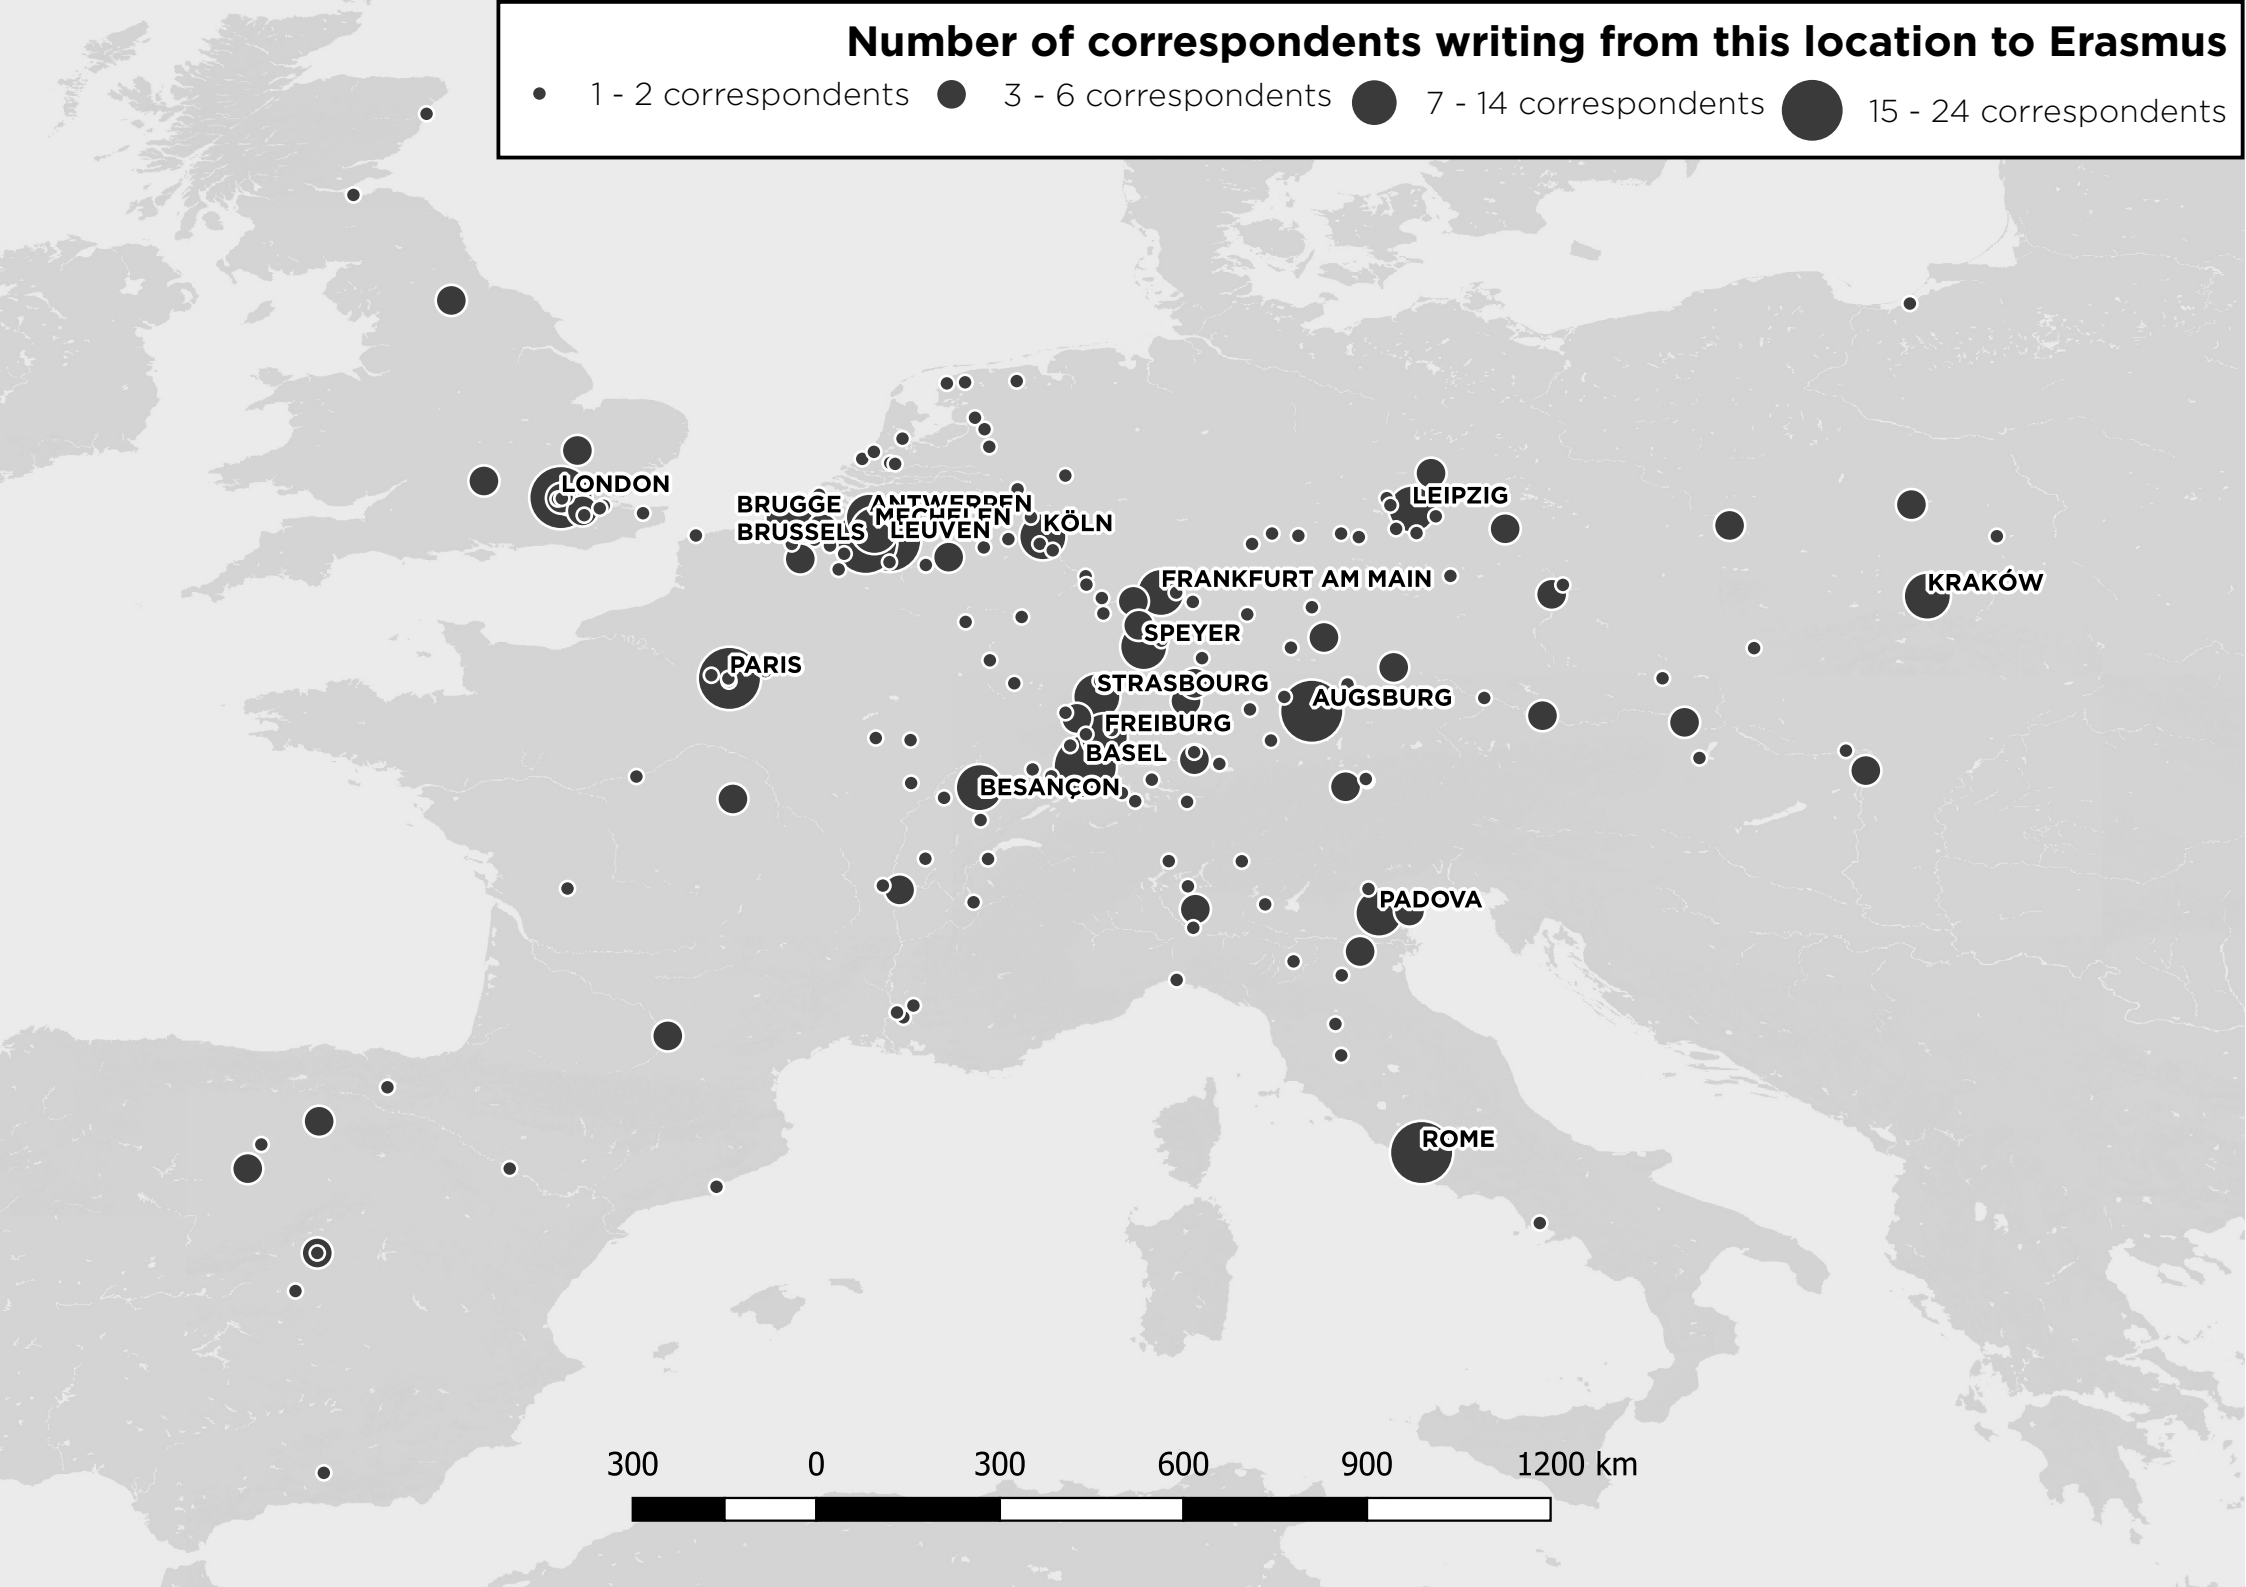 Number of correspondents writing from this location to Erasmus
1 - 2 correspondents 3 - 6 correspondents 7 - 14 correspondents 15 - 24 correspondents
LONDON
BRUGGE
ANTWERPEN
MECHELEN
BRUSSELS
LEUVEN
KÖLN
LEIPZIG
FRANKFURT AM MAIN
KRAKÓW
SPEYER
PARIS
STRASBOURG
AUGSBURG
FREIBURG
BASEL
BESANÇON
PADOVA
ROME
300 0 300 600 900 1200 km